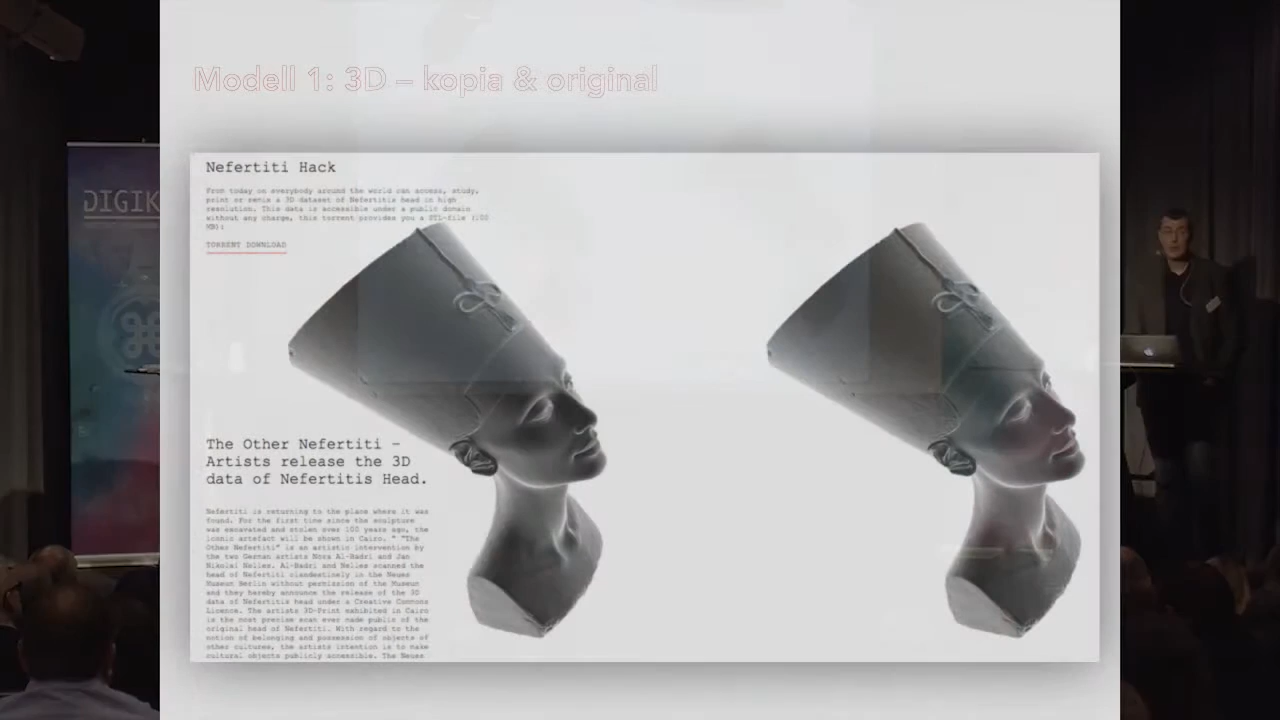 Modell 1: 3D – kopia & original
Nefertiti Hack
From today on everybody around the world can access, study,
print or remix a 3D dataset of Nefertiti head in high
resolution. This data is accessible under a public domain
without any charge, this torrent provides you a STL-file (100
MB):
TORRENT DOWNLOAD
DIGIK
The Other Nefertiti –
Artists release the 3D
data of Nefertitis Head.
Nefertiti is returning to the place where it was
found. For the first time since the sculpture
was excavated and stolen over 100 years ago, the
iconic artefact will be shown in Cairo. " "The
Other Nefertiti" is an artistic intervention by
the two German artists Nora Al-Badri and Jan
Nikolai Nelles. Al-Badri and Nelles scanned the
head of Nefertiti clandestinely in the Neues
Museum Berlin without permission of the Museum
and they hereby announce the release of the 3D
data of Nefertiti head under a Creative Commons
Licence. The artists 3D-Print exhibited in Cairo
is the most precise scan ever made public of the
original head of Nefertiti. With regard to the
notion of belonging and possession of objects of
other cultures, the artists intention is to make
cultural objects publicly accessible. The Neues